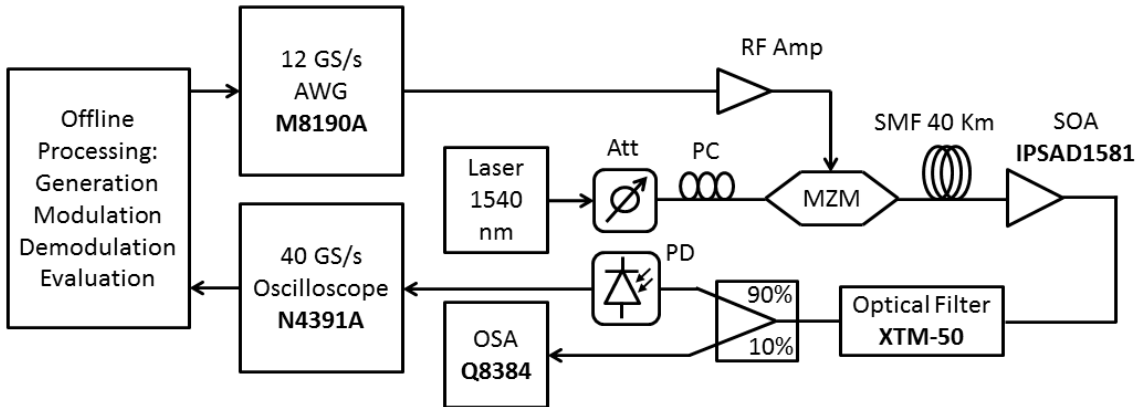 Offline
Processing:
Generation
Modulation
Demodulation
Evaluation
12 GS/s
AWG
M8190A
RF Amp
Laser
1540
nm
Att
PC
MZM
SMF 40 Km
SOA
IPSAD1581
40 GS/s
Oscilloscope
N4391A
PD
OSA
Q8384
90%
10%
Optical Filter
XTM-50